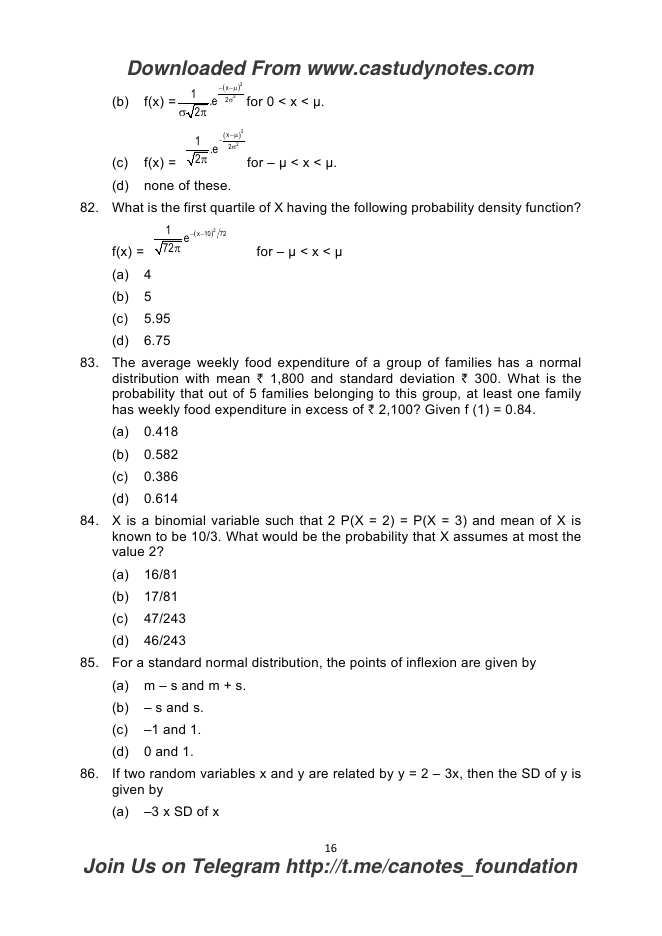 Downloaded From www.castudynotes.com
(b) f(x) = 1/σ√2π .e^–(x–μ)²/2σ² for 0 < x < μ.
(c) f(x) = 1/√2π .e^–(x–μ)²/2σ² for – μ < x < μ.
(d) none of these.
82. What is the first quartile of X having the following probability density function?
f(x) = 1/√72π e^–(x–10)²/72 for – μ < x < μ
(a) 4
(b) 5
(c) 5.95
(d) 6.75
83. The average weekly food expenditure of a group of families has a normal
distribution with mean ₹ 1,800 and standard deviation ₹ 300. What is the
probability that out of 5 families belonging to this group, at least one family
has weekly food expenditure in excess of ₹ 2,100? Given f (1) = 0.84.
(a) 0.418
(b) 0.582
(c) 0.386
(d) 0.614
84. X is a binomial variable such that 2 P(X = 2) = P(X = 3) and mean of X is
known to be 10/3. What would be the probability that X assumes at most the
value 2?
(a) 16/81
(b) 17/81
(c) 47/243
(d) 46/243
85. For a standard normal distribution, the points of inflexion are given by
(a) m – s and m + s.
(b) – s and s.
(c) –1 and 1.
(d) 0 and 1.
86. If two random variables x and y are related by y = 2 – 3x, then the SD of y is
given by
(a) –3 x SD of x
16
Join Us on Telegram http://t.me/canotes_foundation